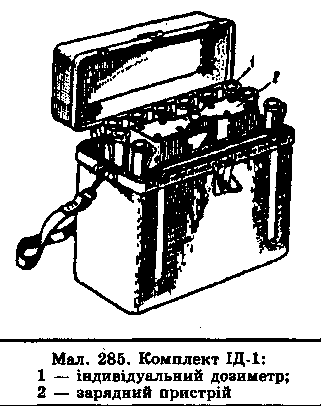 1
2
Мал. 285. Комплект ІД-1:
1 — індивідуальний дозиметр;
2 — зарядний пристрій